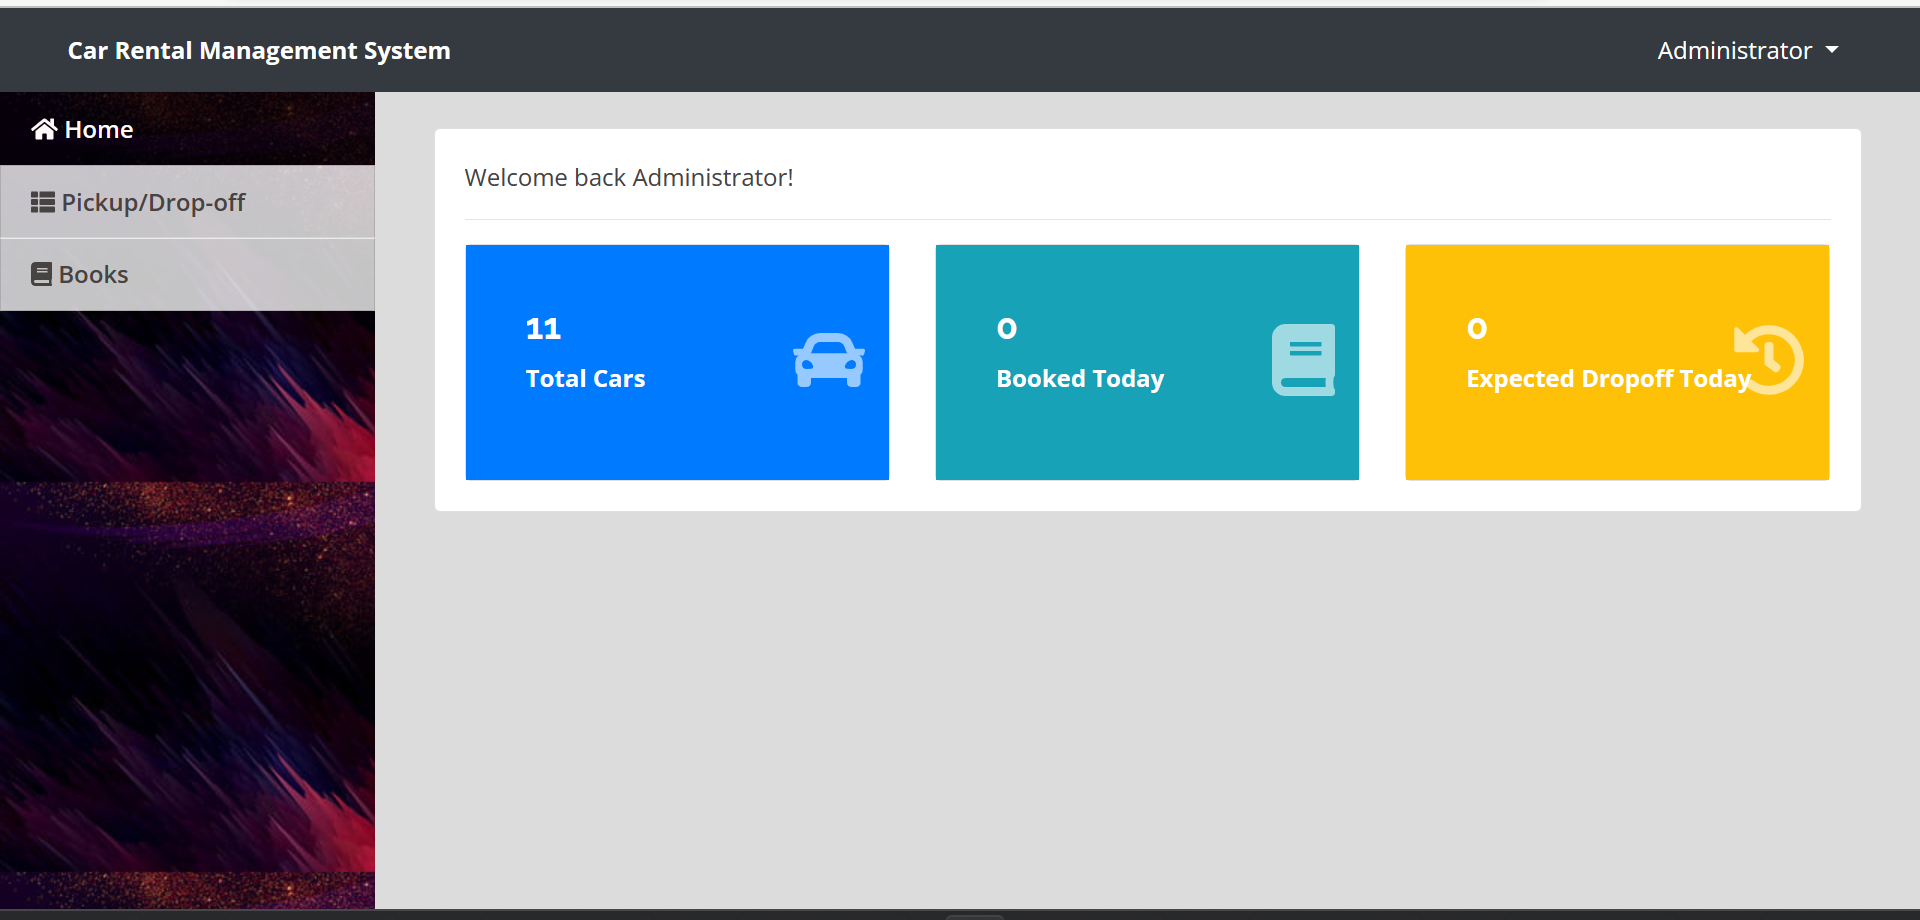 Car Rental Management System
Administrator
Home
Pickup/Drop-off
Books
Welcome back Administrator!
11
Total Cars
0
Booked Today
0
Expected Dropoff Today